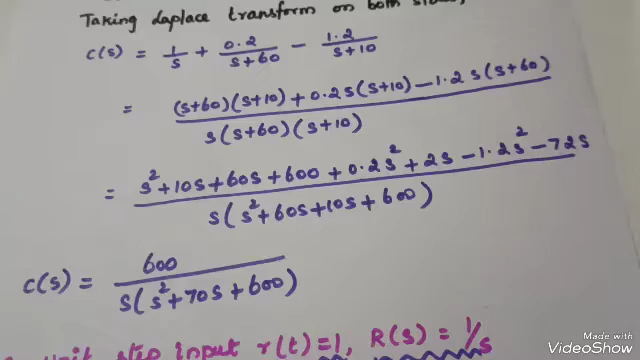 Taking Laplace transform on both sides,
C(s) = 1/s + 0.2/(s+60) − 1.2/(s+10)
= ((s+60)(s+10) + 0.2s(s+10) − 1.2 s(s+60))/(s(s+60)(s+10))
= (s²+10s+60s+600+0.2s²+2s−1.2s²−72s)/(s(s²+60s+10s+600))
C(s) = 600/(s(s²+70s+600))
unit step input r(t)=1, R(s) = 1/s
Made with
VideoShow